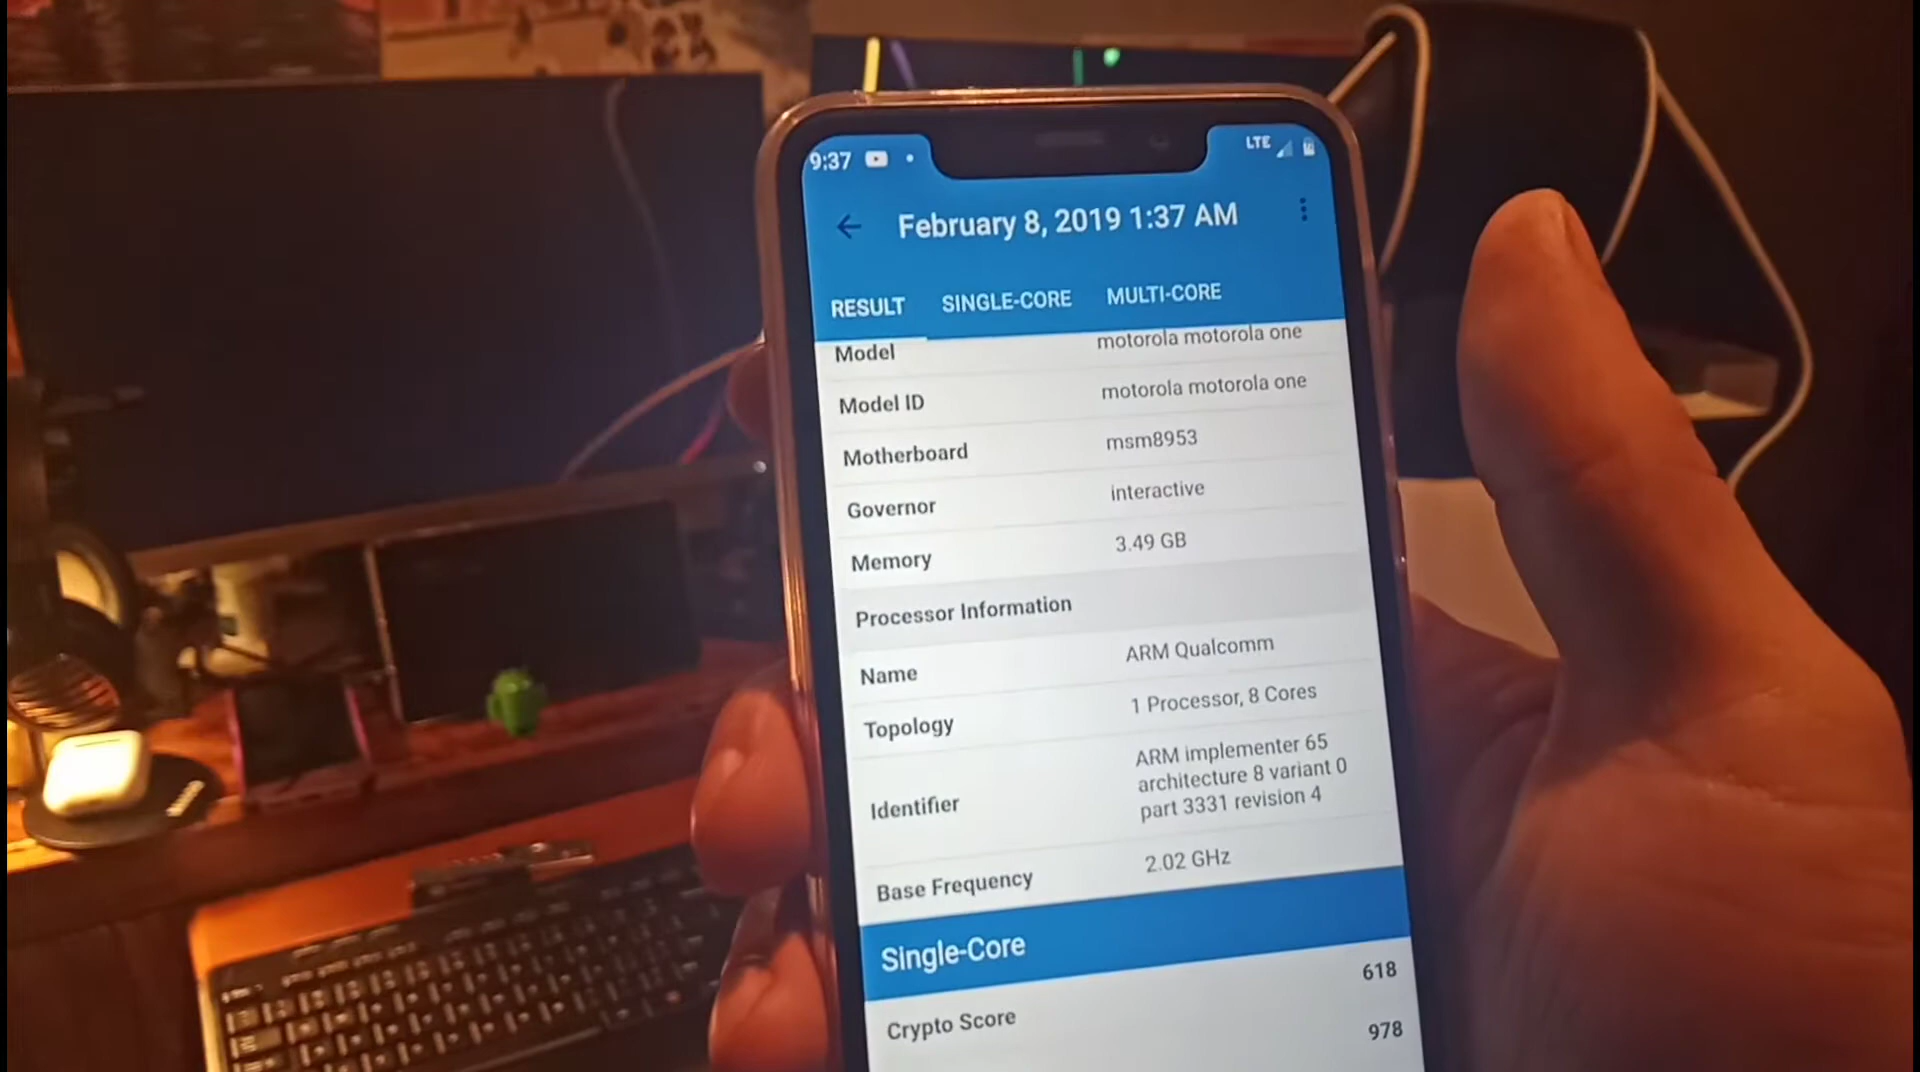 9:37
LTE
February 8, 2019 1:37 AM
RESULT SINGLE-CORE MULTI-CORE
Model motorola motorola one
Model ID motorola motorola one
Motherboard msm8953
Governor interactive
Memory 3.49 GB
Processor Information
Name ARM Qualcomm
Topology 1 Processor, 8 Cores
Identifier ARM implementer 65
architecture 8 variant 0
part 3331 revision 4
Base Frequency 2.02 GHz
Single-Core
618
Crypto Score
978